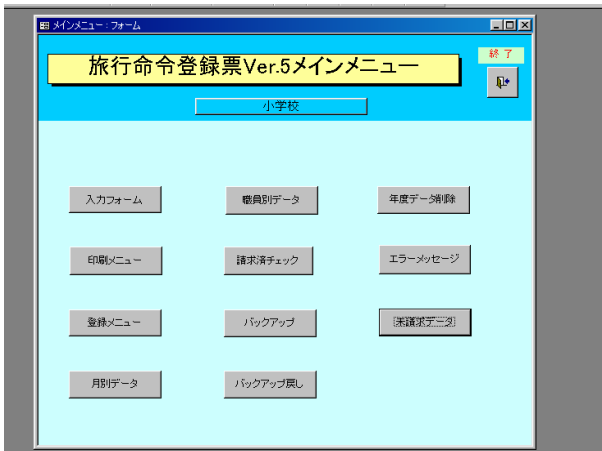 メインメニュー : フォーム
旅行命令登録票Ver.5メインメニュー
終了
小学校
入力フォーム
職員別データ
年度データ削除
印刷メニュー
請求済チェック
エラーメッセージ
登録メニュー
バックアップ
未請求データ
月別データ
バックアップ戻し